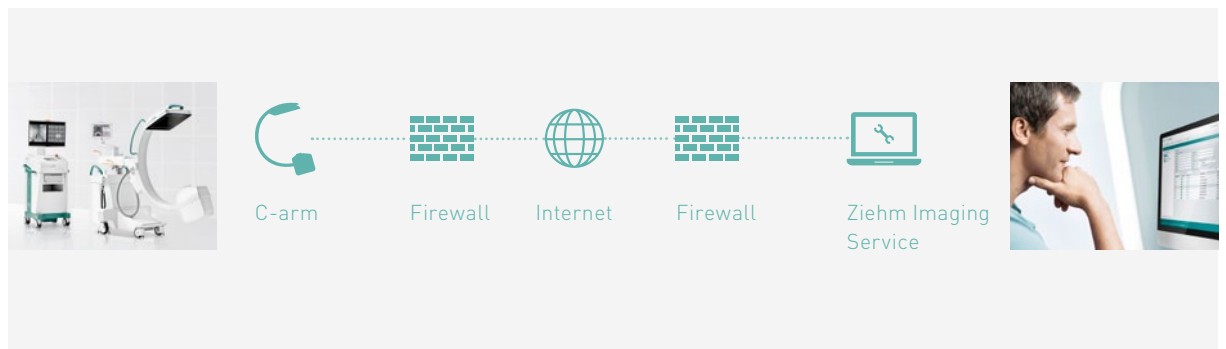 C-arm
Firewall
Internet
Firewall
Ziehm Imaging
Service